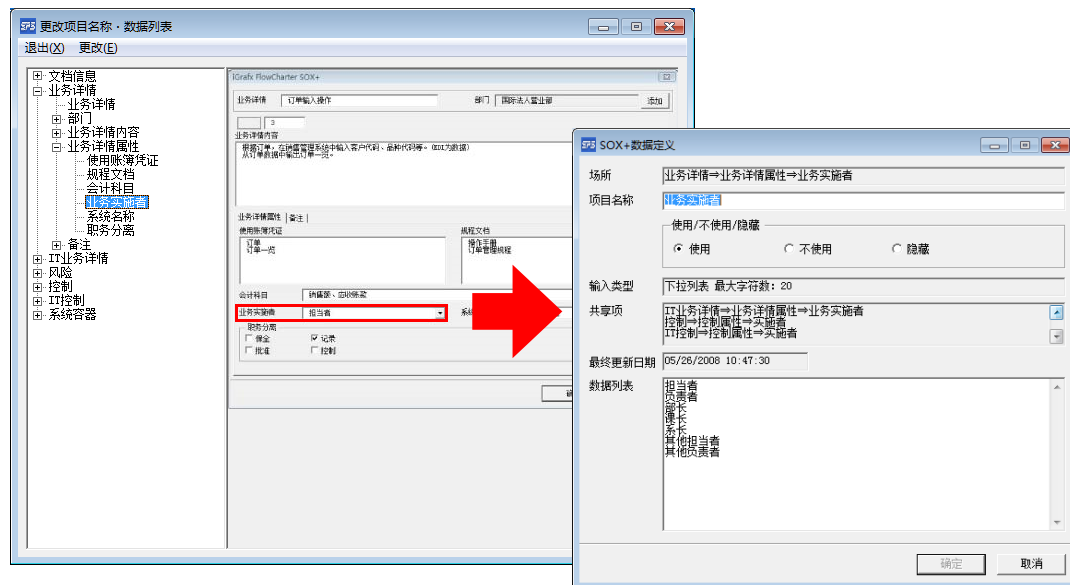 SPS 更改项目名称・数据列表
退出(X) 更改(E)
文档信息
业务详情
业务详情
部门
业务详情内容
业务详情属性
使用账簿凭证
规程文档
会计科目
业务实施者
系统名称
职务分离
备注
IT业务详情
风险
控制
IT控制
系统容器
iGrafx FlowCharter SOX+
业务详情 订单输入操作 部门 国际法人营业部 添加
3
业务详情内容
根据订单，在销售管理系统中输入客户代码、品种代码等。(EDI为数据)
从订单数据中输出订单一览。
业务详情属性 备注
使用账簿凭证 规程文档
订单
订单一览
操作手册
订单管理规程
会计科目 销售额、应收账款
业务实施者 担当者 系
职务分离
保全 记录
批准 控制
SPS SOX+数据定义
场所 业务详情⇒业务详情属性⇒业务实施者
项目名称 业务实施者
使用/不使用/隐藏
使用 不使用 隐藏
输入类型 下拉列表 最大字符数: 20
共享项 IT业务详情⇒业务详情属性⇒业务实施者
控制⇒控制属性⇒实施者
IT控制⇒控制属性⇒实施者
最终更新日期 05/26/2008 10:47:30
数据列表 担当者
负责者
部长
课长
系长
其他担当者
其他负责者
确定 取消